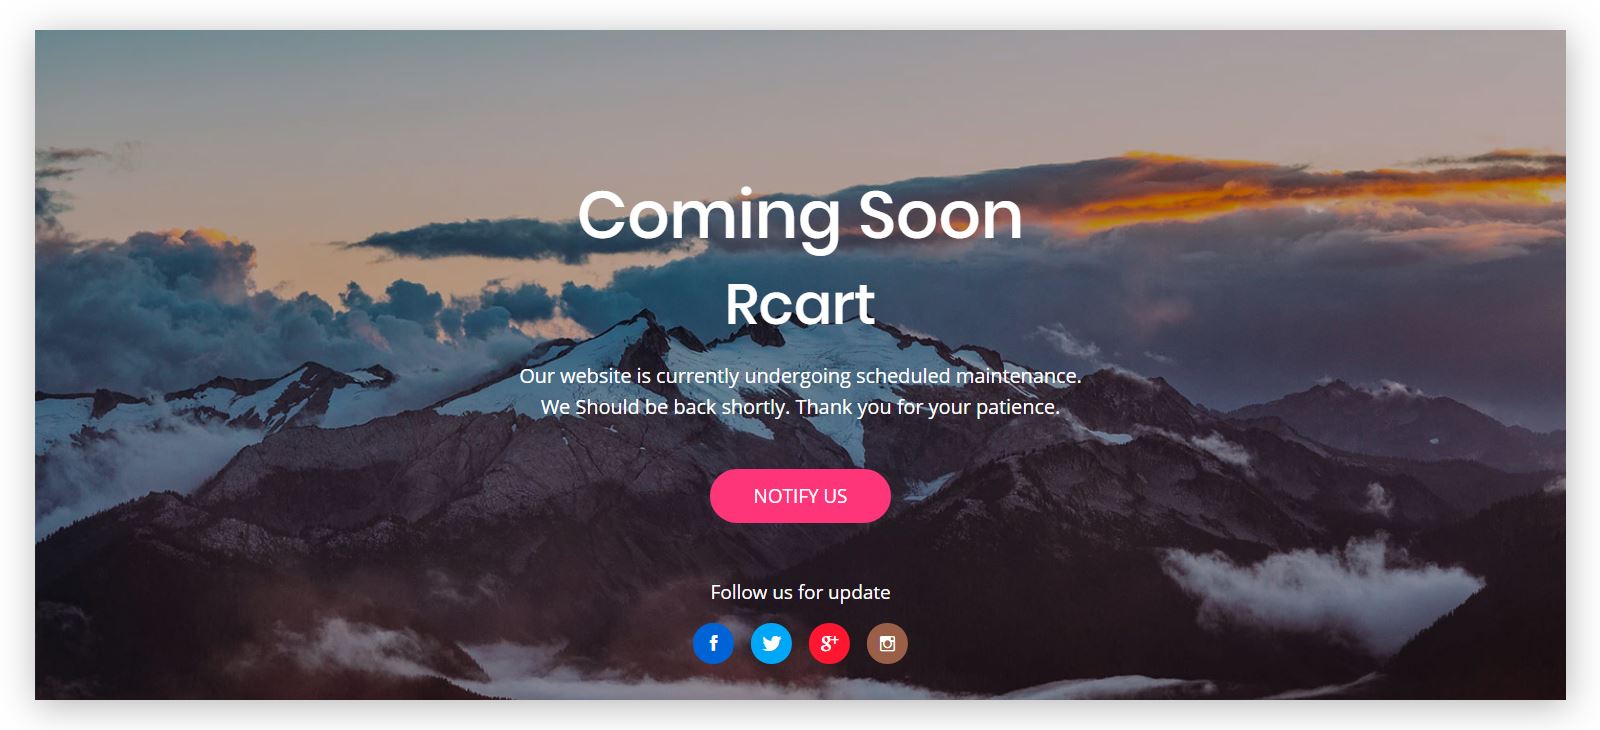 Coming Soon
Rcart
Our website is currently undergoing scheduled maintenance.
We Should be back shortly. Thank you for your patience.
NOTIFY US
Follow us for update
f
g+